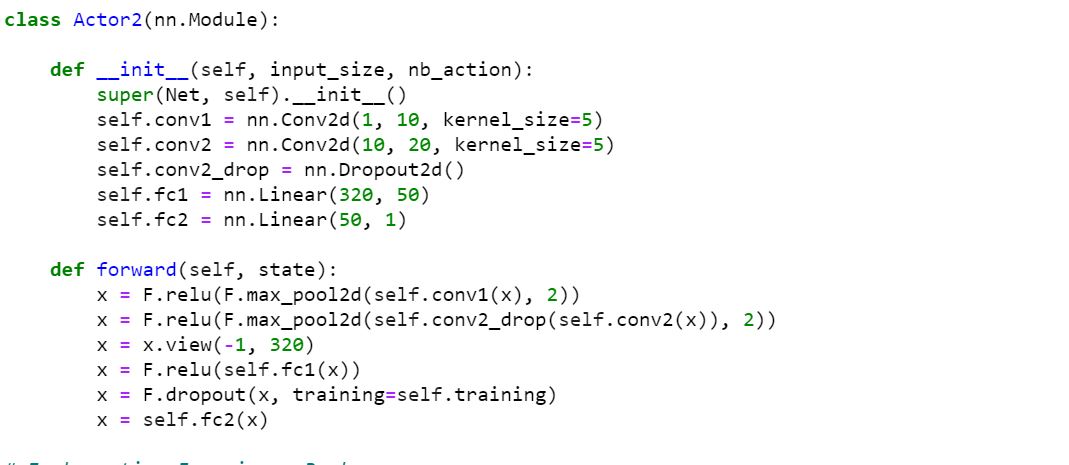 class Actor2(nn.Module):
    def __init__(self, input_size, nb_action):
        super(Net, self).__init__()
        self.conv1 = nn.Conv2d(1, 10, kernel_size=5)
        self.conv2 = nn.Conv2d(10, 20, kernel_size=5)
        self.conv2_drop = nn.Dropout2d()
        self.fc1 = nn.Linear(320, 50)
        self.fc2 = nn.Linear(50, 1)
    def forward(self, state):
        x = F.relu(F.max_pool2d(self.conv1(x), 2))
        x = F.relu(F.max_pool2d(self.conv2_drop(self.conv2(x)), 2))
        x = x.view(-1, 320)
        x = F.relu(self.fc1(x))
        x = F.dropout(x, training=self.training)
        x = self.fc2(x)